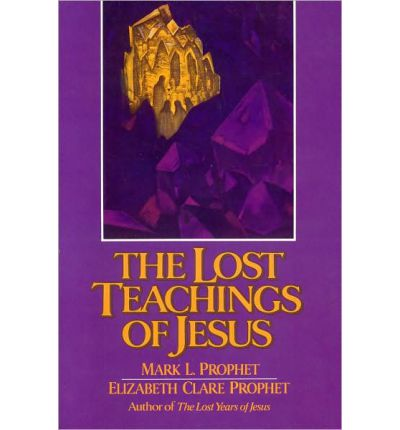 THE LOST
TEACHINGS
OF JESUS
MARK L. PROPHET
ELIZABETH CLARE PROPHET
Author of The Lost Years of Jesus